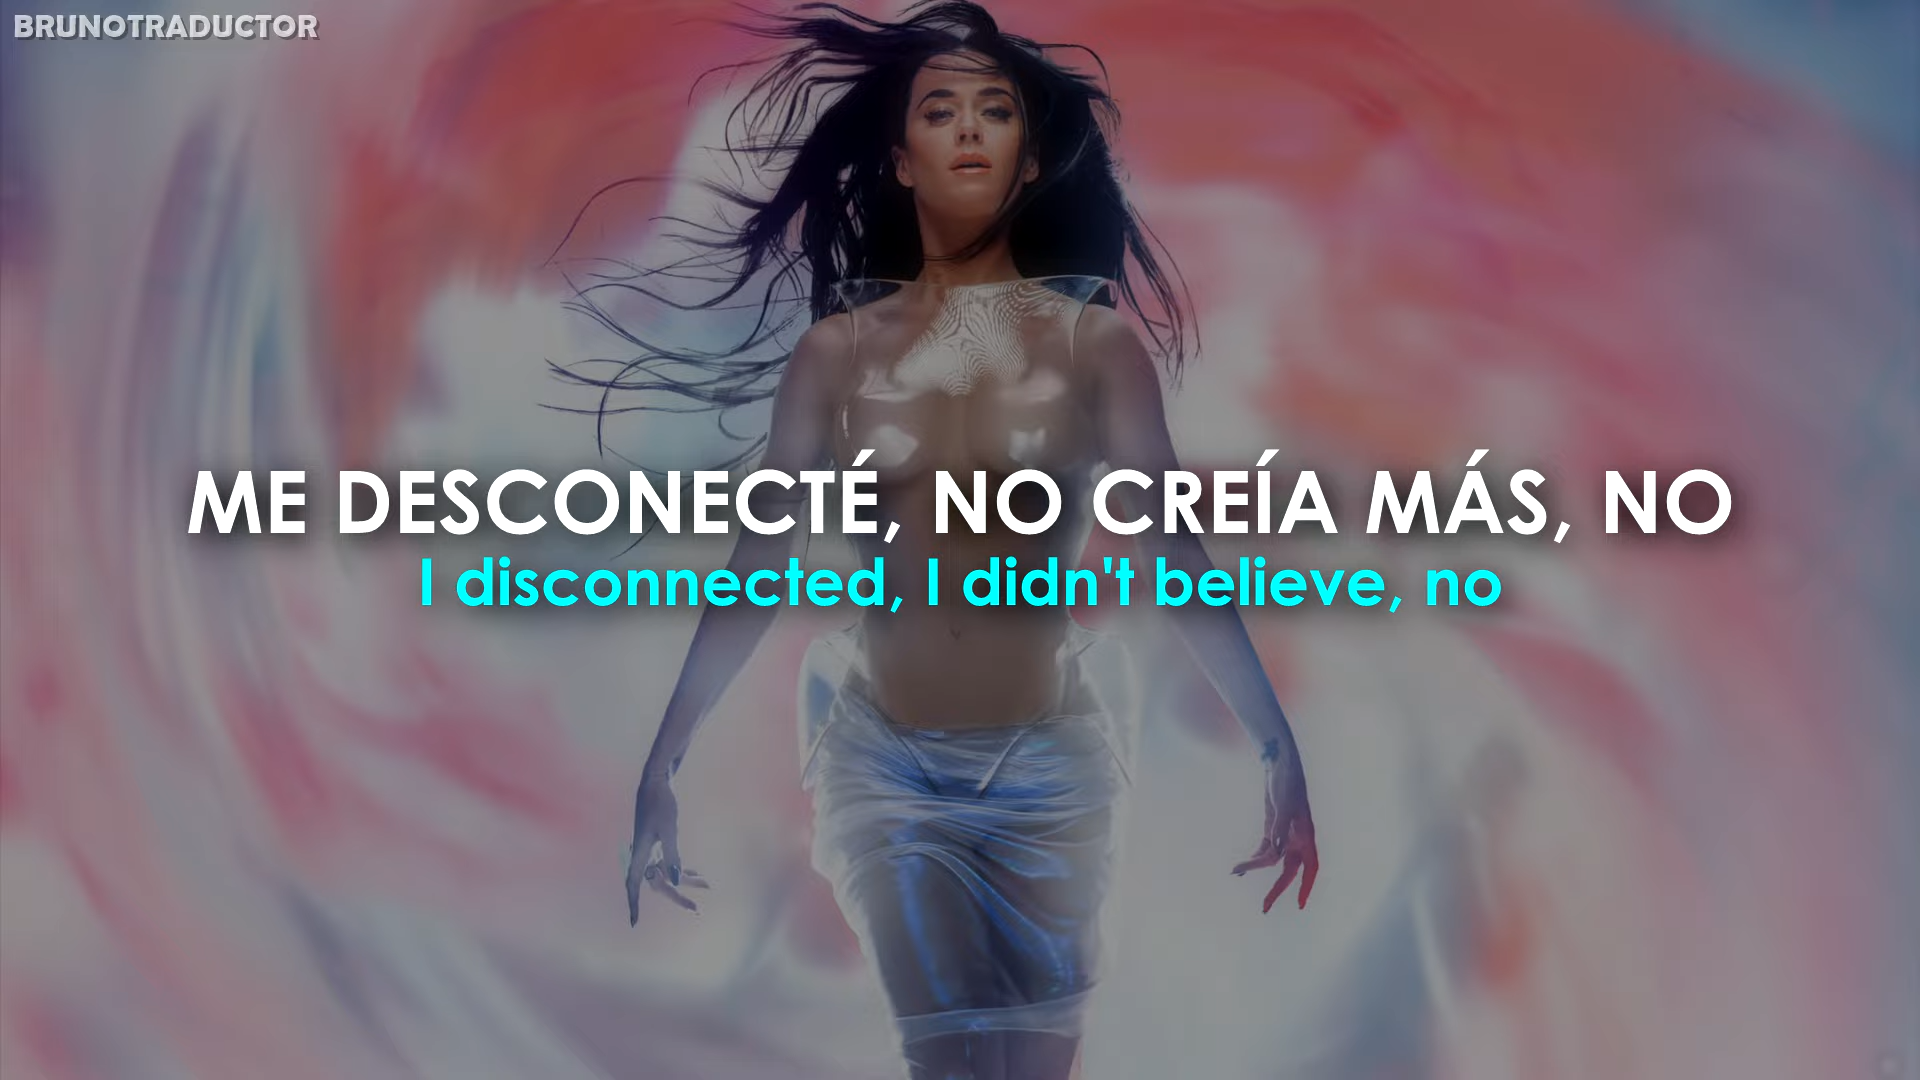 BRUNOTRADUCTOR
ME DESCONECTÉ, NO CREÍA MÁS, NO
I disconnected, I didn't believe, no